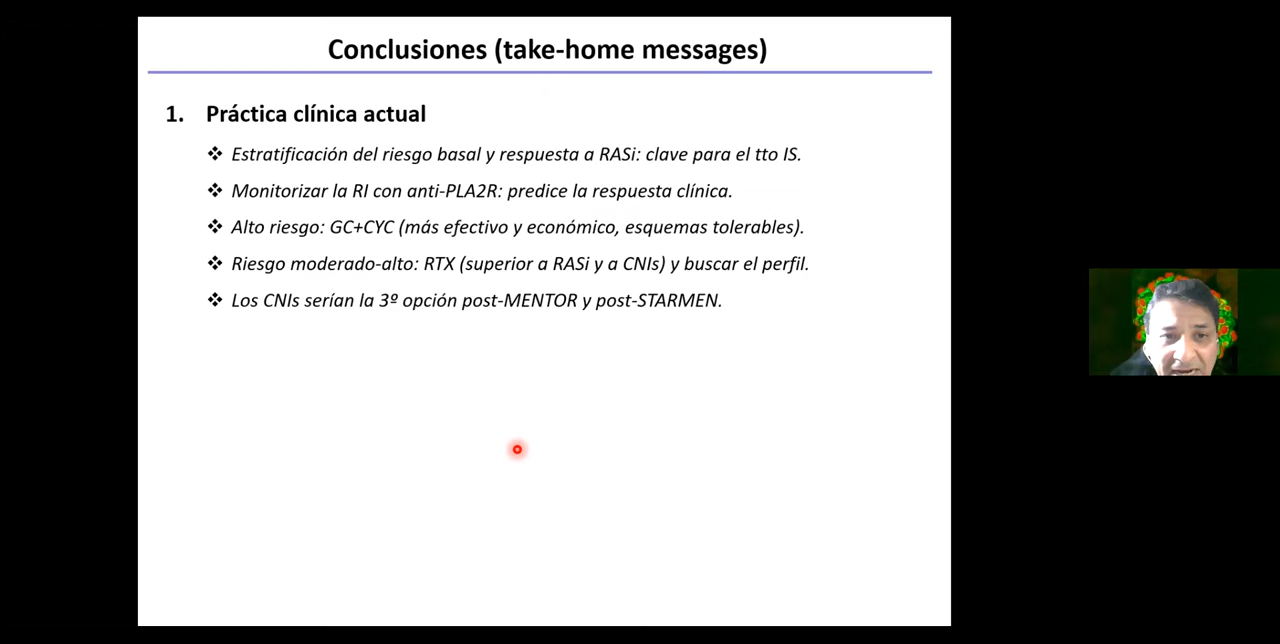 Conclusiones (take-home messages)
1. Práctica clínica actual
❖ Estratificación del riesgo basal y respuesta a RASi: clave para el tto IS.
❖ Monitorizar la RI con anti-PLA2R: predice la respuesta clínica.
❖ Alto riesgo: GC+CYC (más efectivo y económico, esquemas tolerables).
❖ Riesgo moderado-alto: RTX (superior a RASi y a CNIs) y buscar el perfil.
❖ Los CNIs serían la 3º opción post-MENTOR y post-STARMEN.